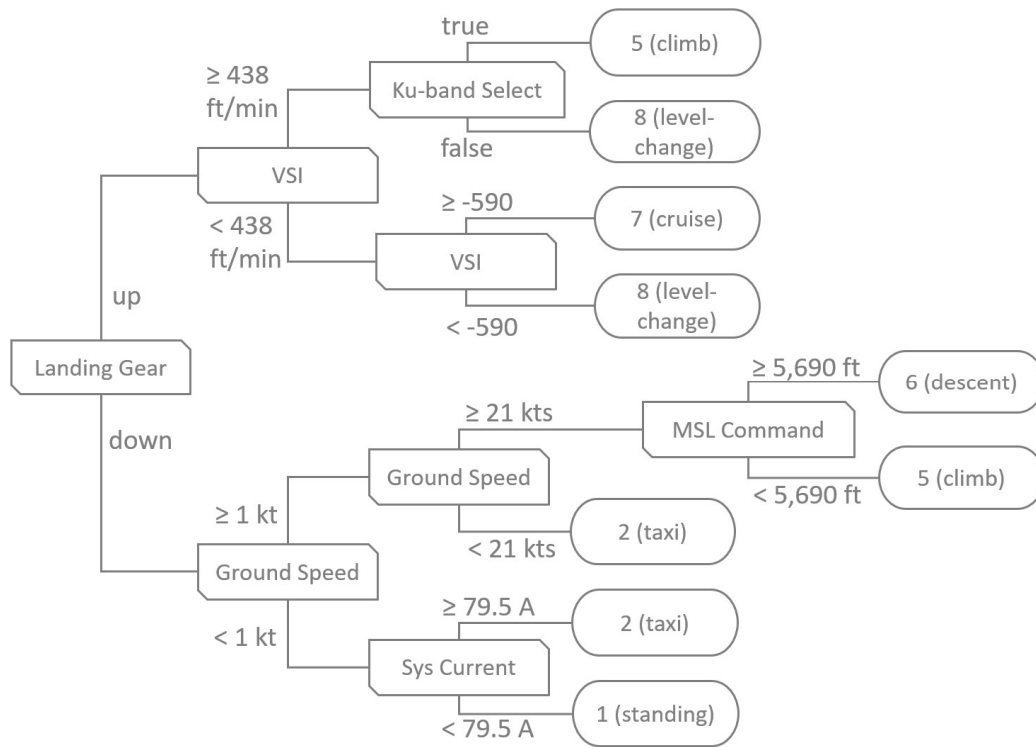 true
5 (climb)
≥ 438
ft/min
Ku-band Select
false
8 (level-
change)
VSI
< 438
ft/min
≥ -590
7 (cruise)
VSI
< -590
8 (level-
change)
up
Landing Gear
down
≥ 5,690 ft
6 (descent)
≥ 21 kts
MSL Command
< 5,690 ft
5 (climb)
Ground Speed
≥ 1 kt
< 21 kts
2 (taxi)
Ground Speed
< 1 kt
≥ 79.5 A
2 (taxi)
Sys Current
< 79.5 A
1 (standing)